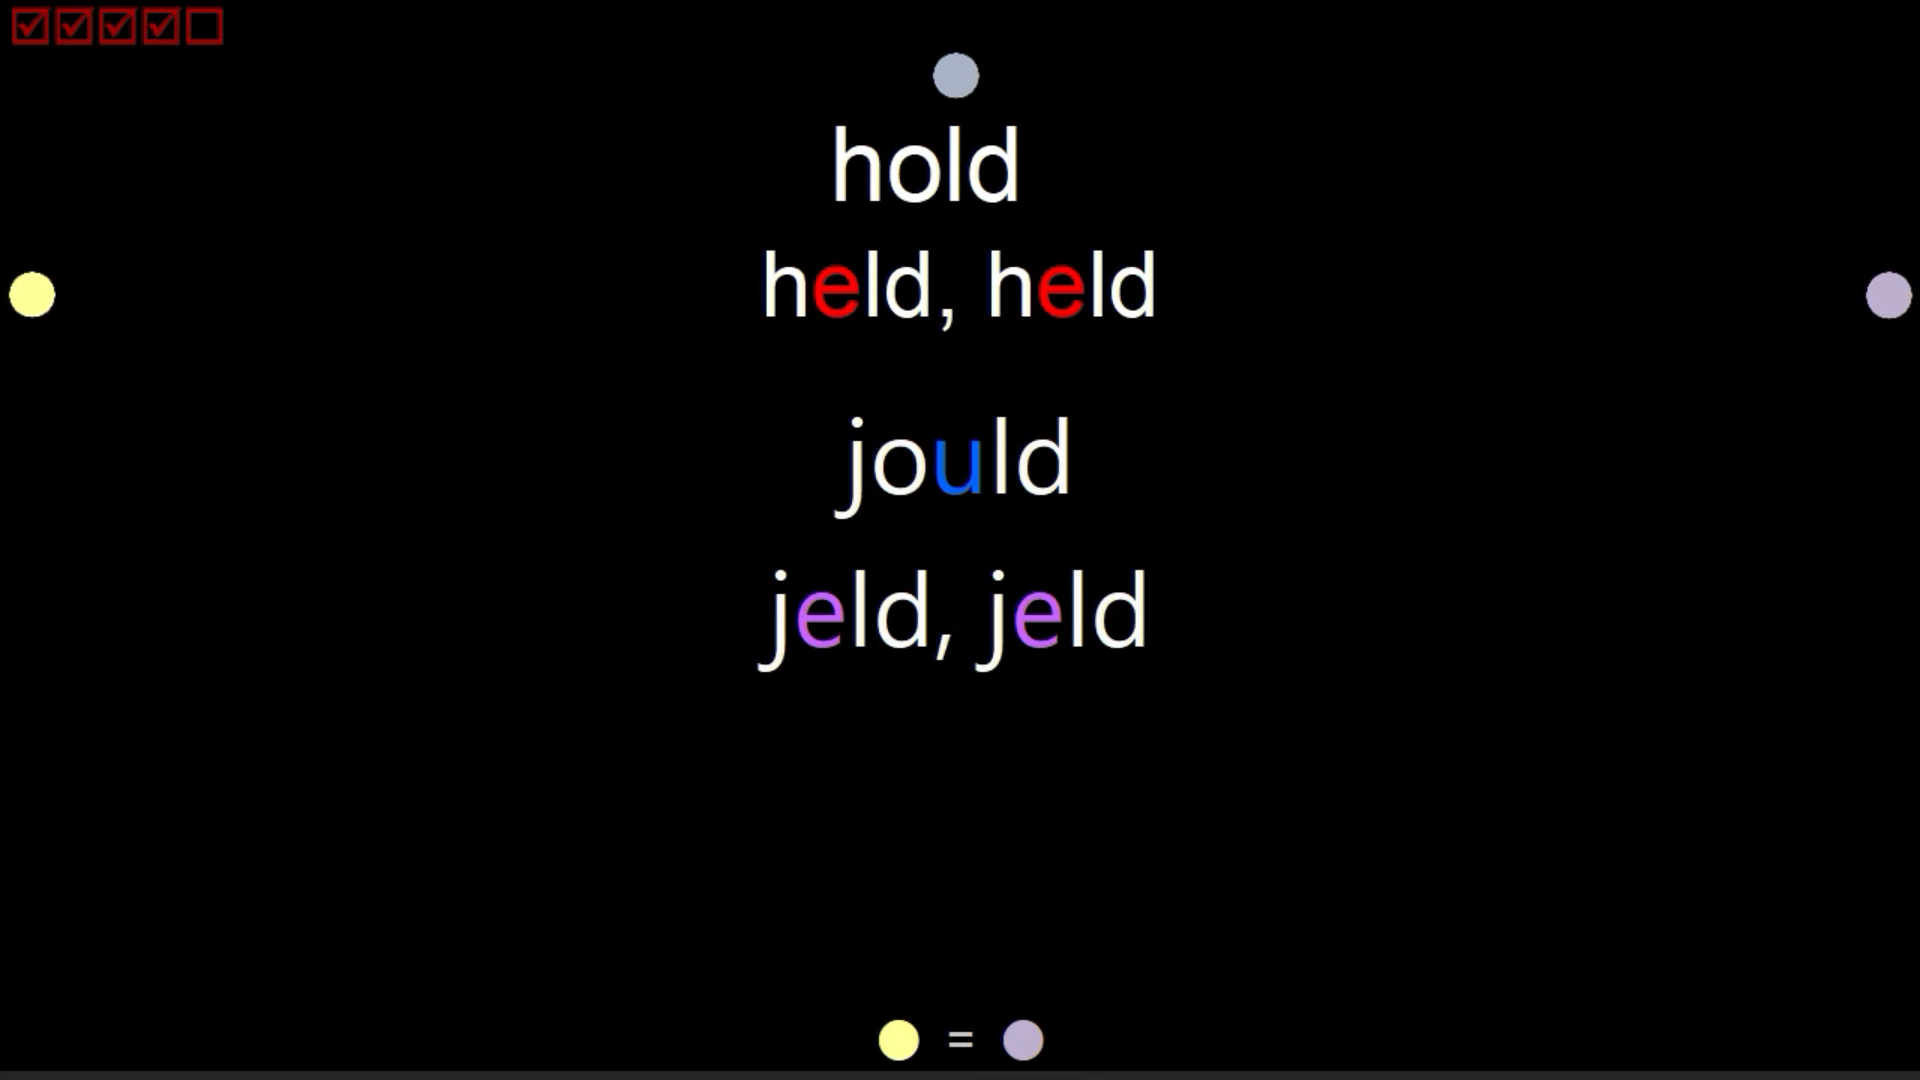 ☑☑☑☑☐
hold
held, held
jould
jeld, jeld
=